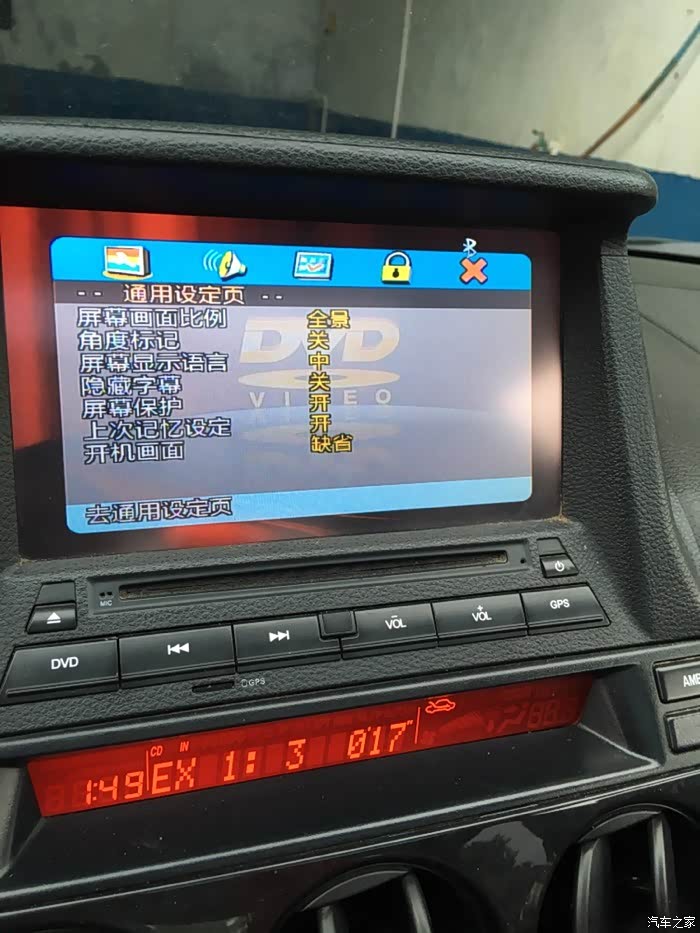 -- 通用设定页 --
屏幕画面比例 全景
角度标记 关
屏幕显示语言 中
隐藏字幕 关
屏幕保护 开
上次记忆设定 开
开机画面 缺省
DVD
VIDEO
去通用设定页
MIC
DVD
VOL
VOL
GPS
GPS
AME
CD IN
1:49 EX 1: 3 0'17"
汽车之家